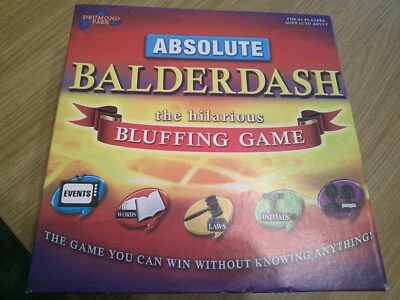 DRUMOND
PARK
FOR 4+ PLAYERS
AGES 12 TO ADULT
ABSOLUTE
BALDERDASH
the hilarious
BLUFFING GAME
EVENTS
WORDS
LAWS
INITIALS
people
THE GAME YOU CAN WIN WITHOUT KNOWING ANYTHING!